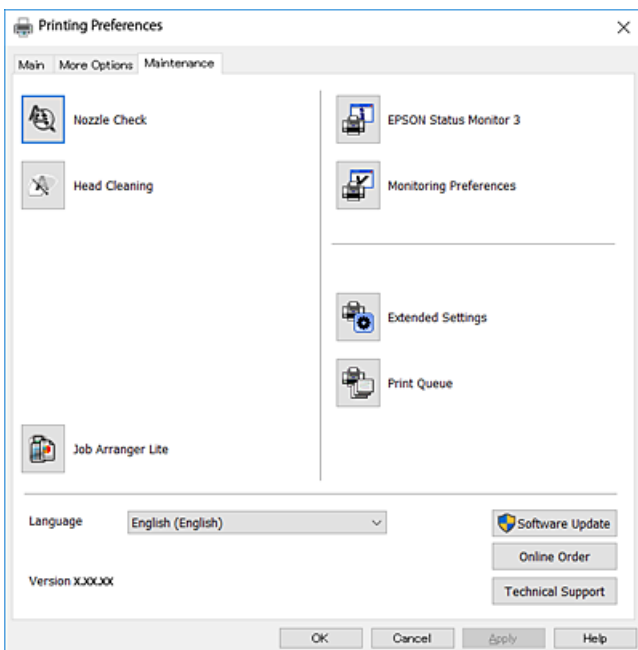 Printing Preferences
Main More Options Maintenance
Nozzle Check
EPSON Status Monitor 3
Head Cleaning
Monitoring Preferences
Extended Settings
Print Queue
Job Arranger Lite
Language English (English)
Software Update
Online Order
Version X.XX.XX
Technical Support
OK Cancel Apply Help